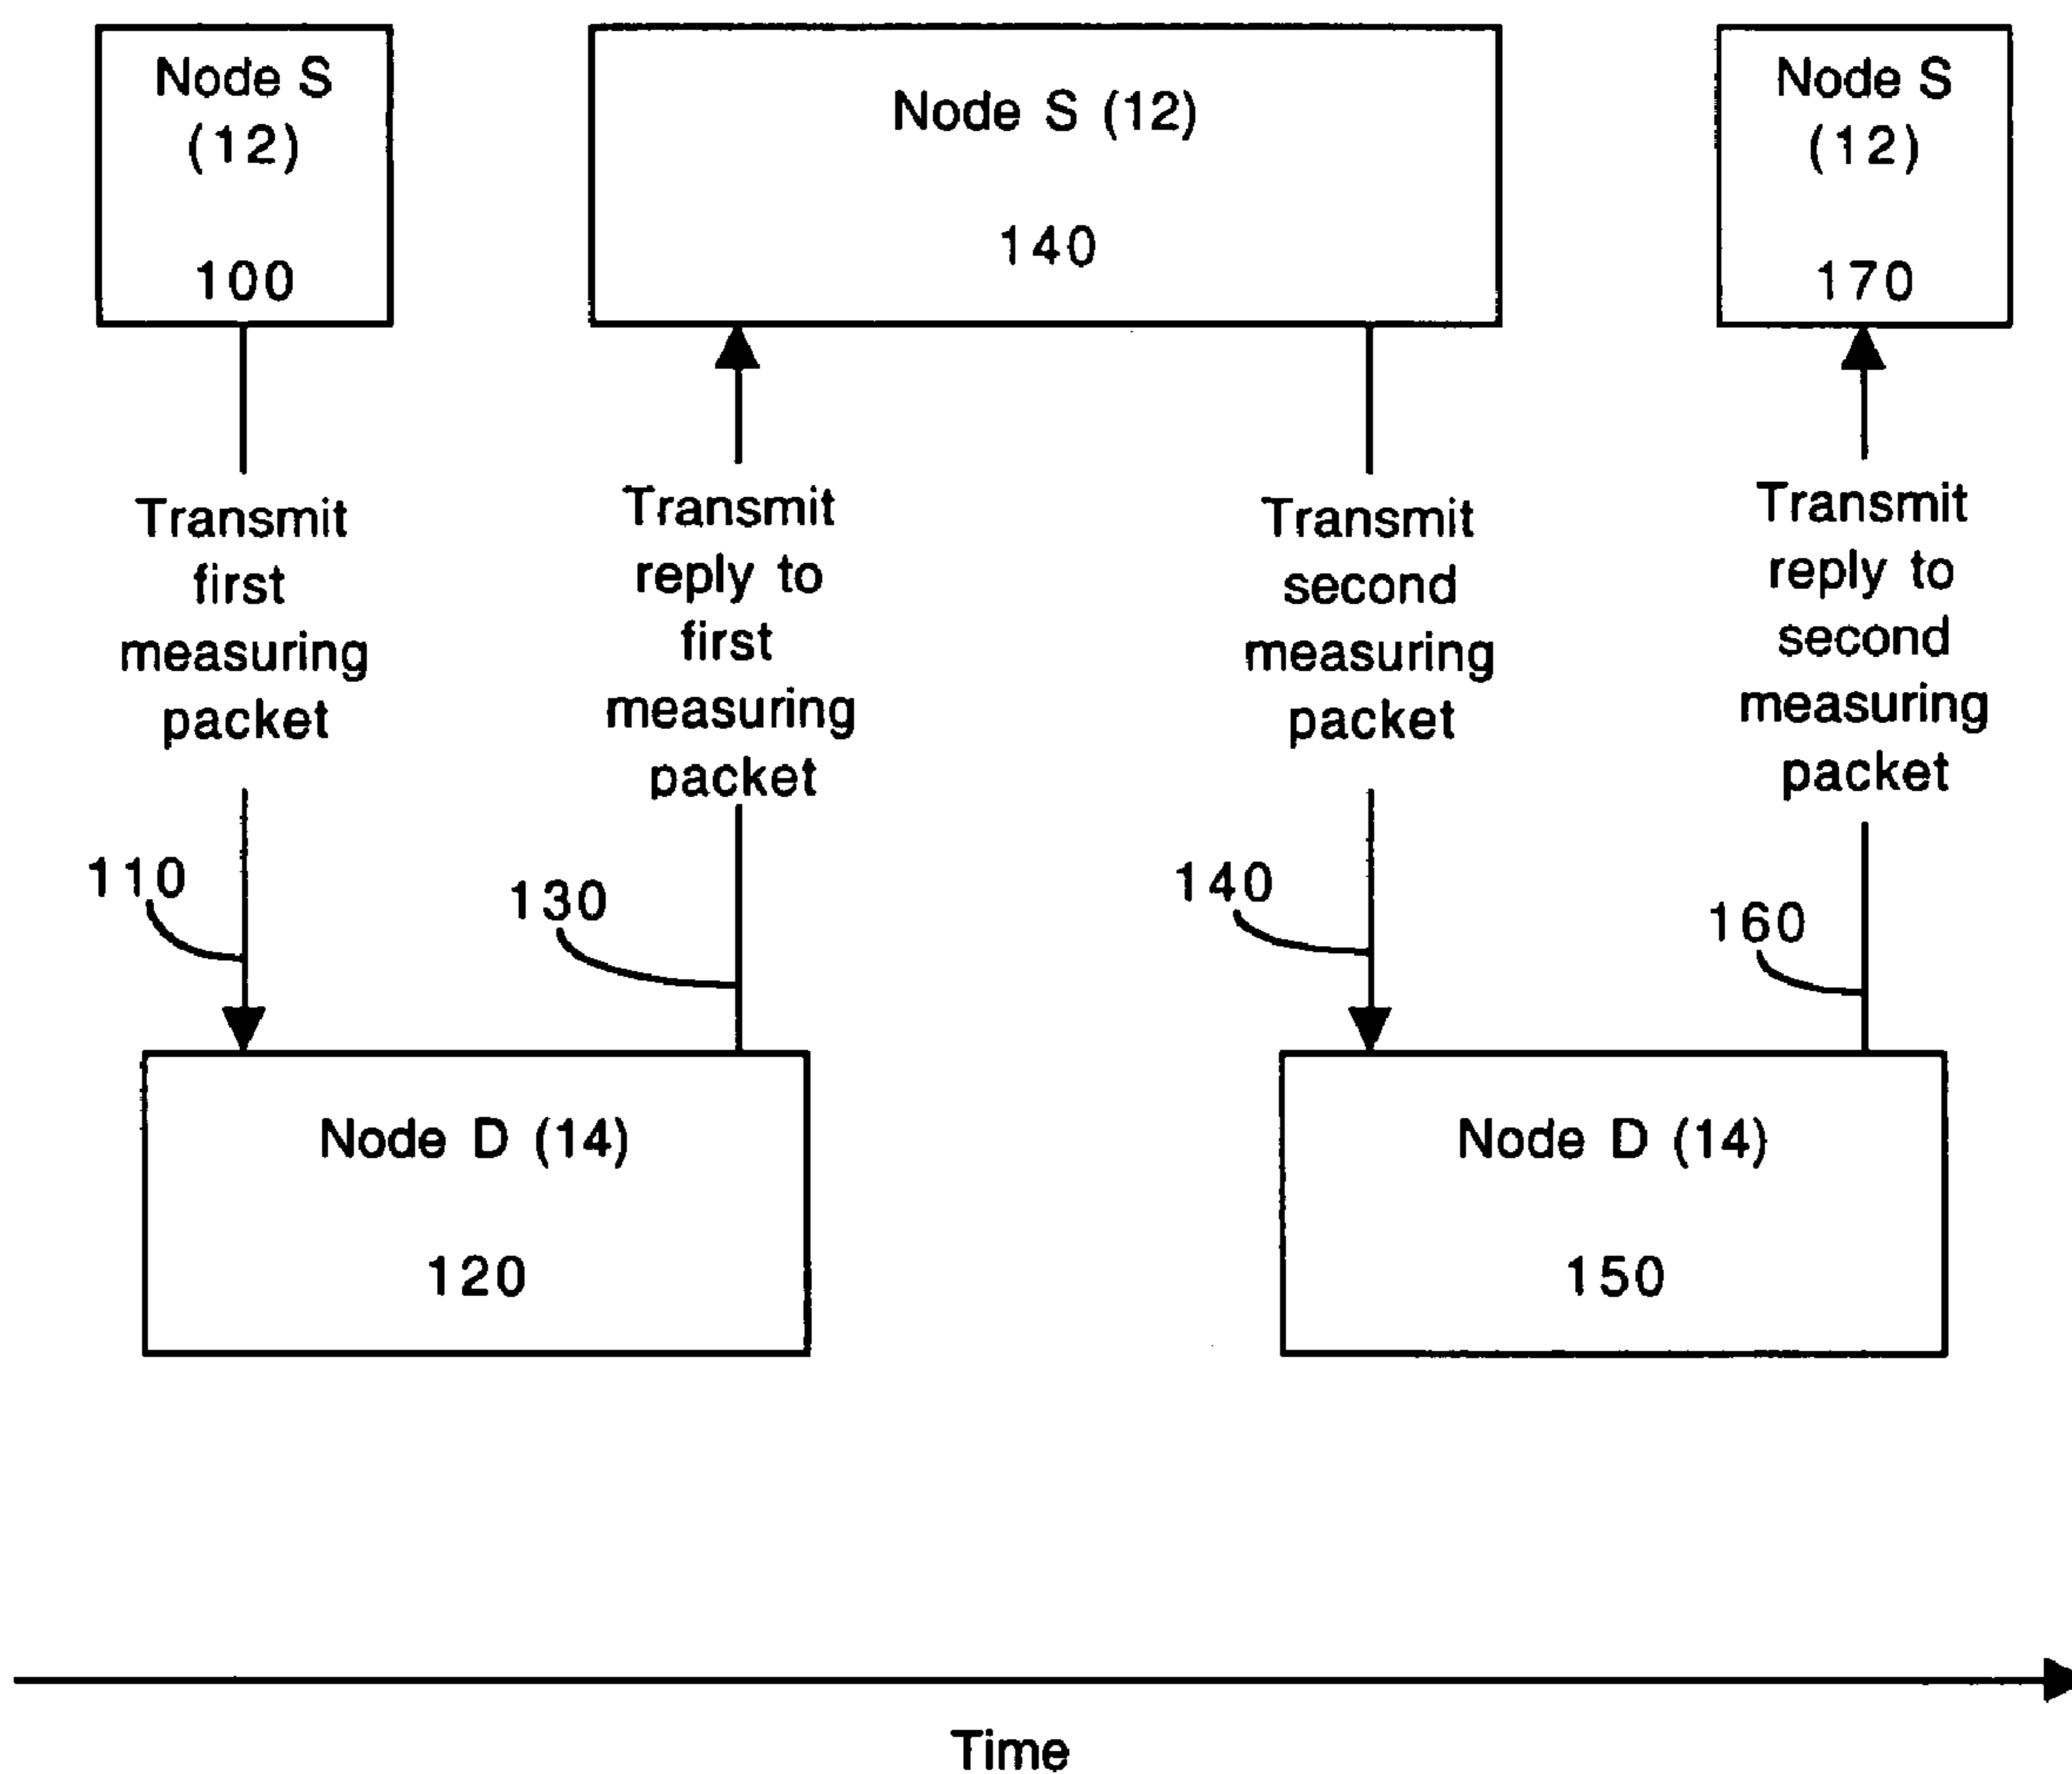 Node S
(12)
100
Node S (12)
140
Node S
(12)
170
Transmit
first
measuring
packet
Transmit
reply to
first
measuring
packet
Transmit
second
measuring
packet
Transmit
reply to
second
measuring
packet
110
130
140
160
Node D (14)
120
Node D (14)
150
Time